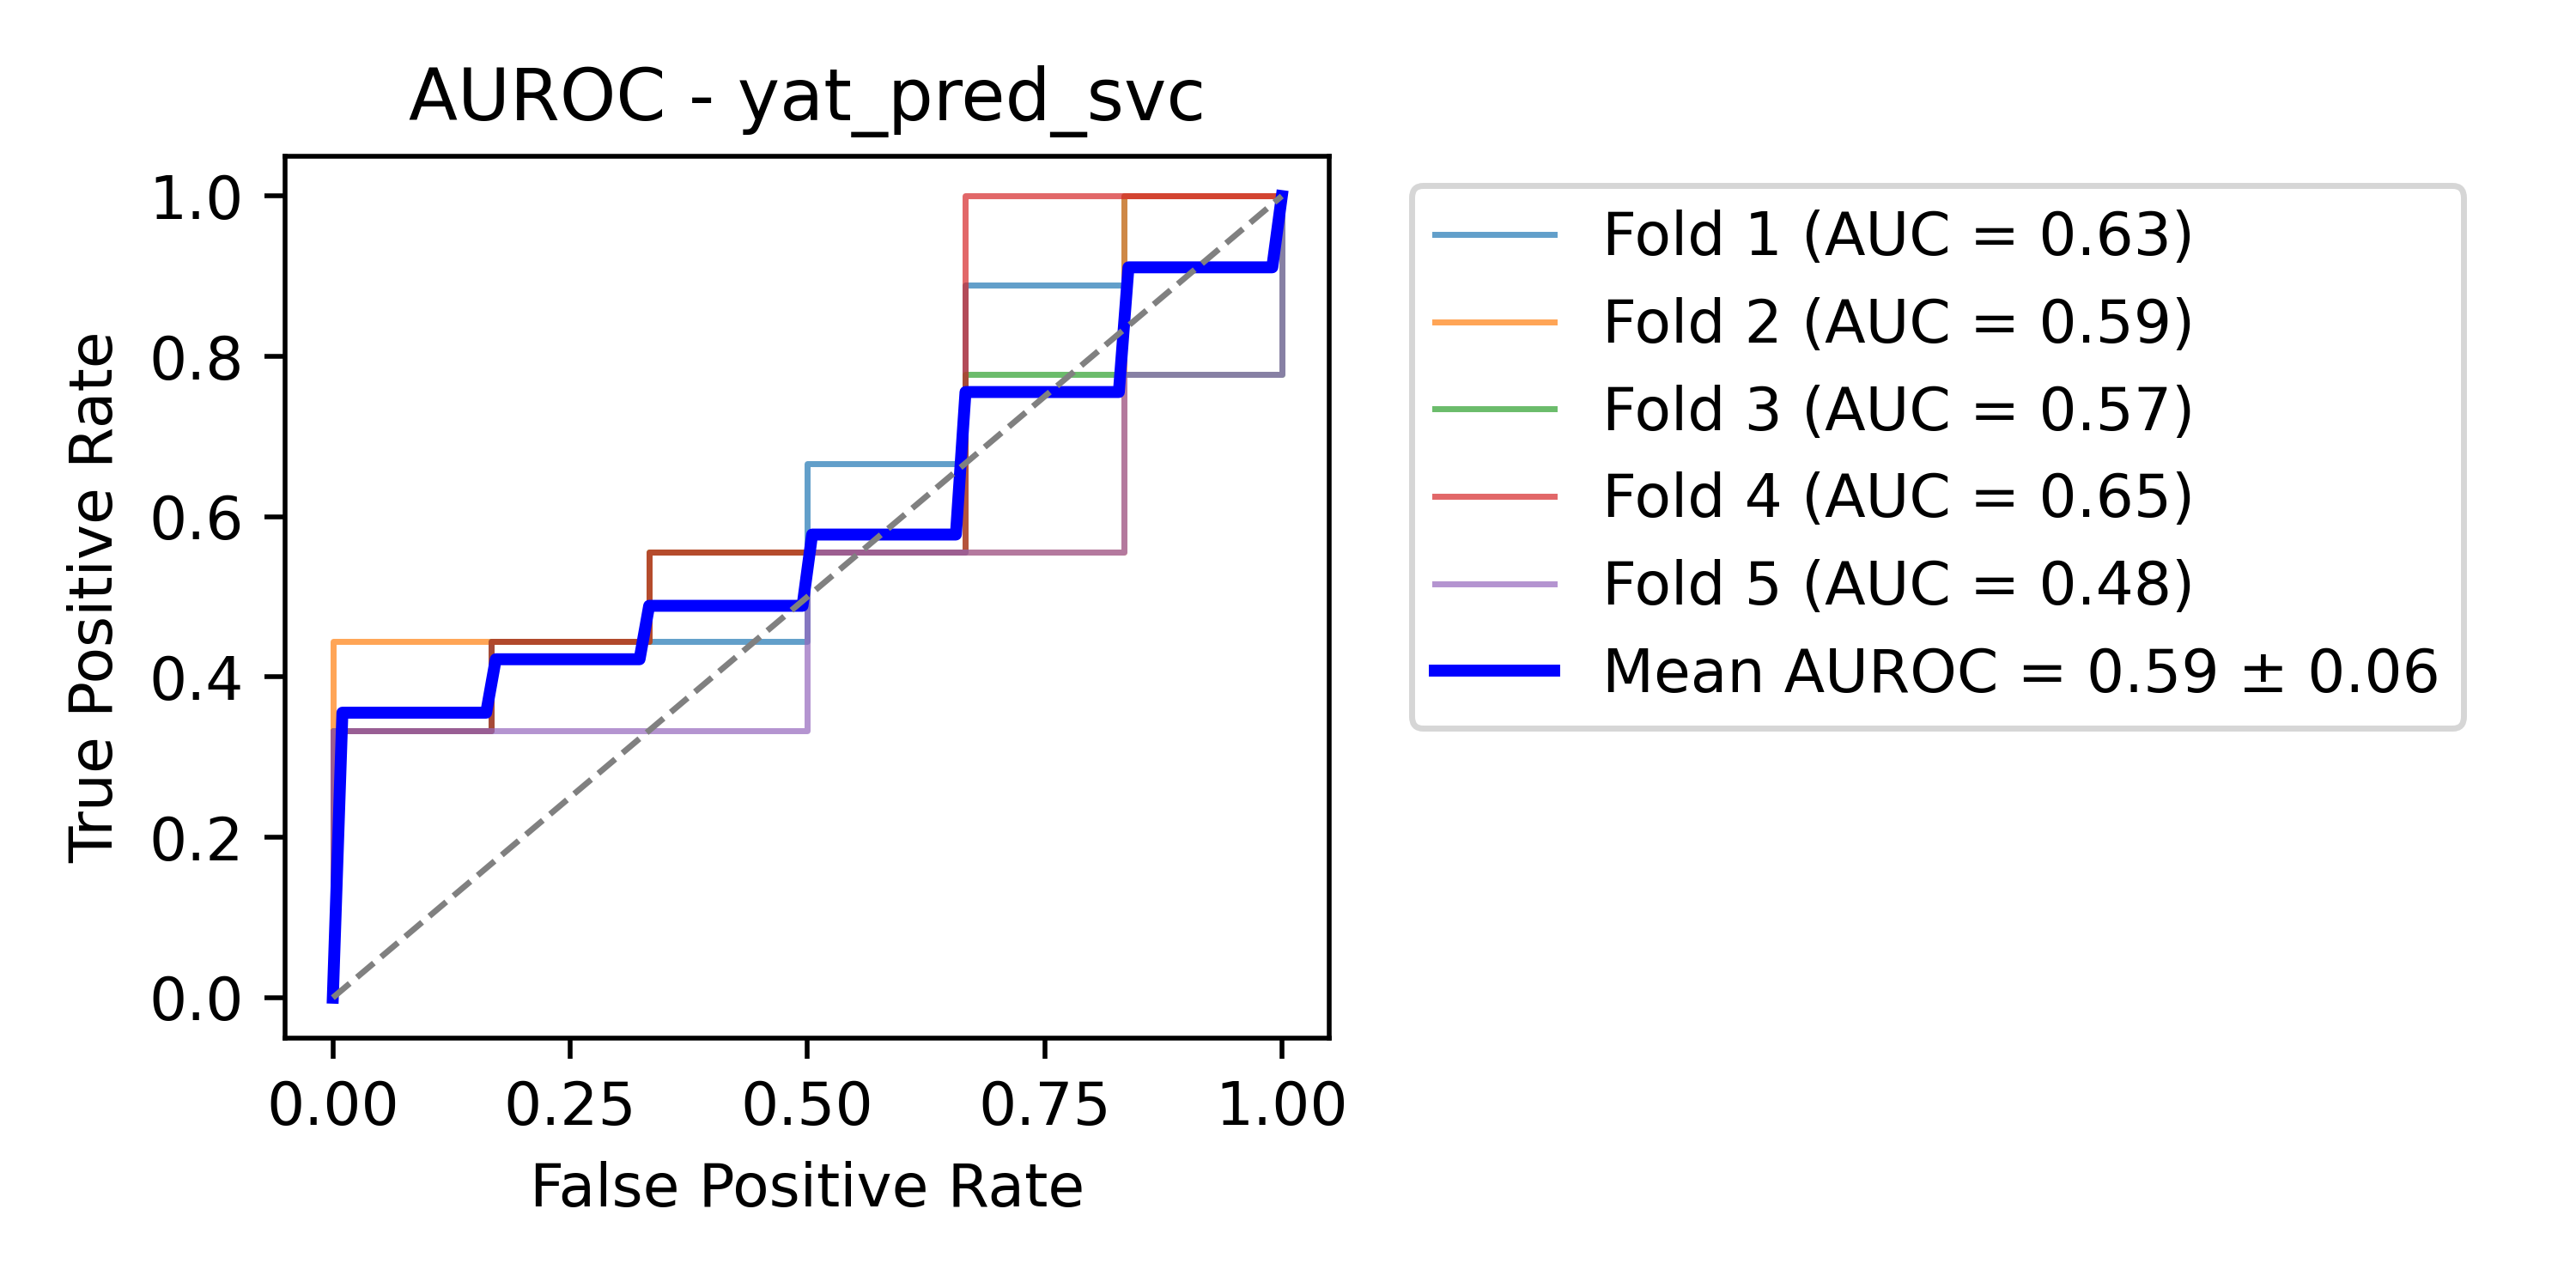 AUROC - yat_pred_svc
True Positive Rate
1.0
0.8
0.6
0.4
0.2
0.0
0.00 0.25 0.50 0.75 1.00
False Positive Rate
Fold 1 (AUC = 0.63)
Fold 2 (AUC = 0.59)
Fold 3 (AUC = 0.57)
Fold 4 (AUC = 0.65)
Fold 5 (AUC = 0.48)
Mean AUROC = 0.59 ± 0.06